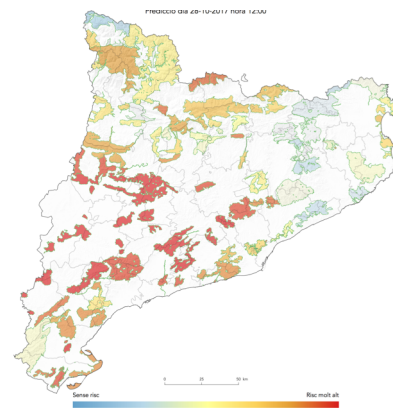 Predicció dia 28-10-2017 hora 12:00
0 25 50 km
Sense risc Risc molt alt